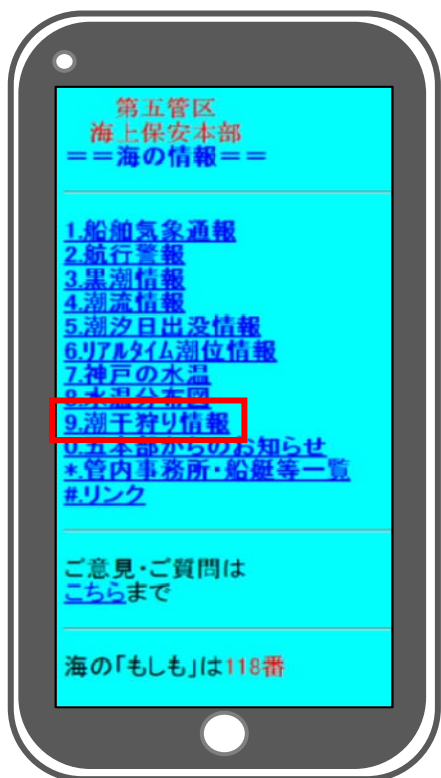 第五管区
海上保安本部
==海の情報==
1.船舶気象通報
2.航行警報
3.黒潮情報
4.潮流情報
5.潮汐日出没情報
6.ﾘｱﾙﾀｲﾑ潮位情報
7.神戸の水温
8.水温分布図
9.潮干狩り情報
0.五本部からのお知らせ
*.管内事務所・船艇等一覧
#.リンク
ご意見・ご質問は
こちらまで
海の「もしも」は118番